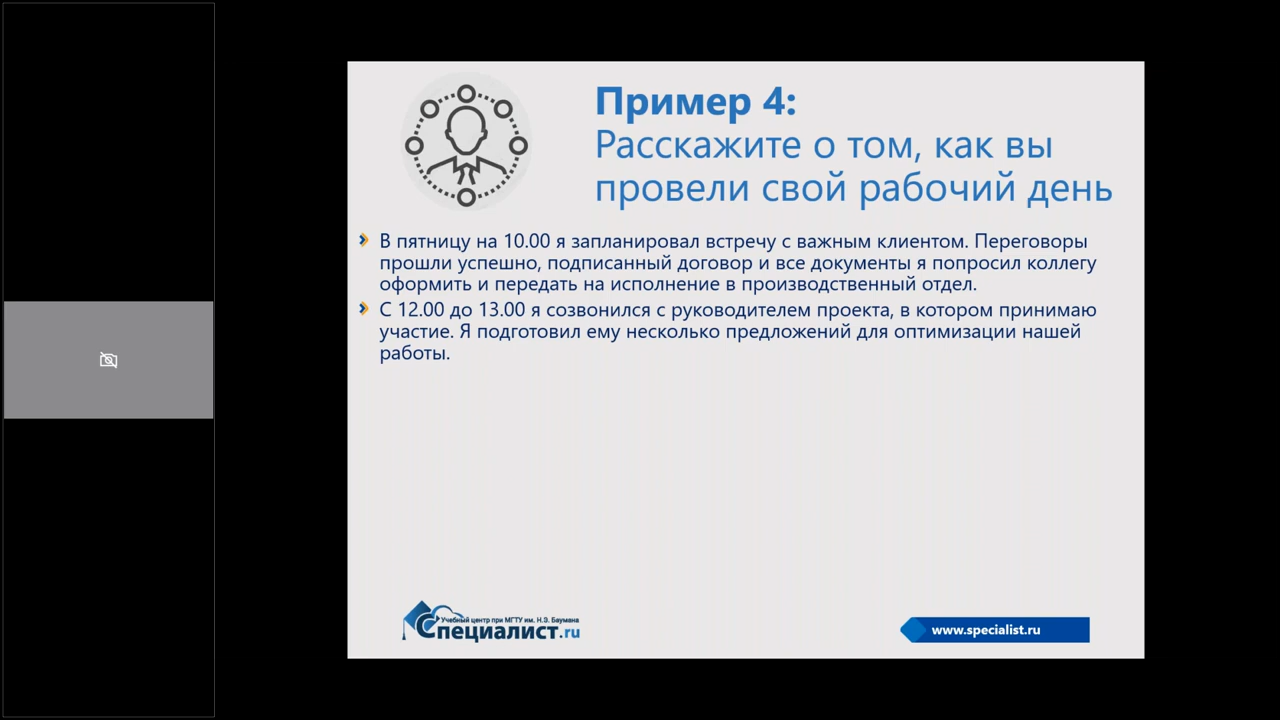 Пример 4:
Расскажите о том, как вы
провели свой рабочий день
В пятницу на 10.00 я запланировал встречу с важным клиентом. Переговоры
прошли успешно, подписанный договор и все документы я попросил коллегу
оформить и передать на исполнение в производственный отдел.
С 12.00 до 13.00 я созвонился с руководителем проекта, в котором принимаю
участие. Я подготовил ему несколько предложений для оптимизации нашей
работы.
Учебный центр при МГТУ им. Н.Э. Баумана
Специалист.ru
www.specialist.ru